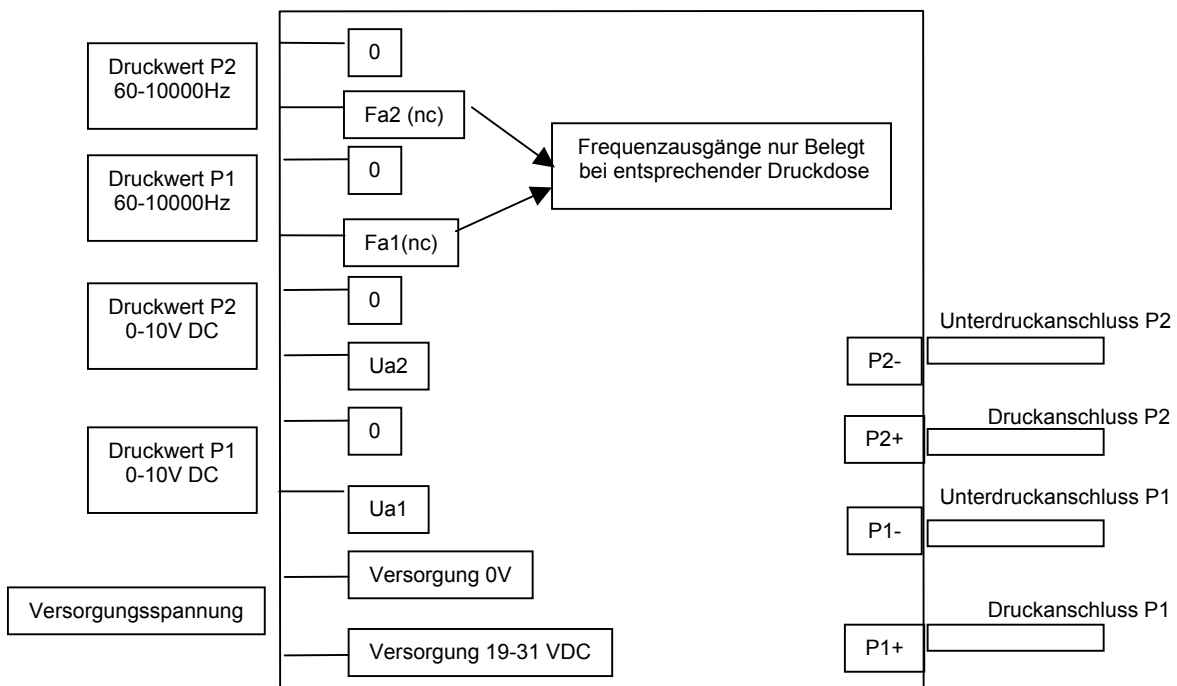 Druckwert P2
60-10000Hz
0
Fa2 (nc)
Druckwert P1
60-10000Hz
0
Fa1(nc)
Frequenzausgänge nur Belegt
bei entsprechender Druckdose
Druckwert P2
0-10V DC
0
Ua2
Druckwert P1
0-10V DC
0
Ua1
Versorgungsspannung
Versorgung 0V
Versorgung 19-31 VDC
Unterdruckanschluss P2
P2-
Druckanschluss P2
P2+
Unterdruckanschluss P1
P1-
Druckanschluss P1
P1+